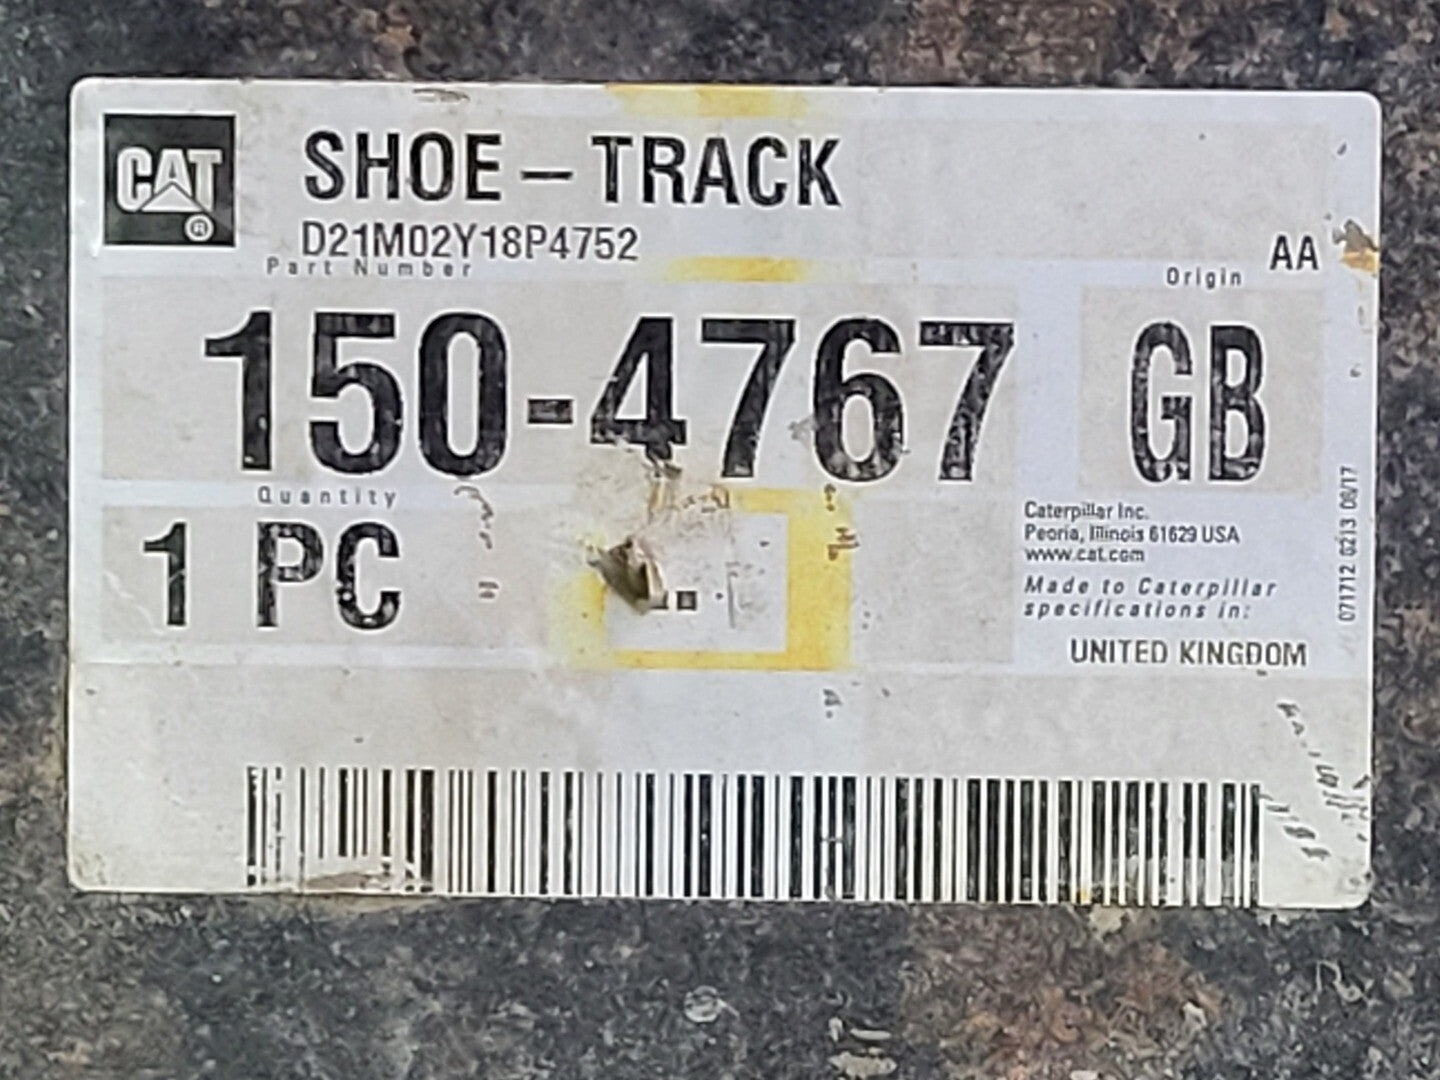 CAT
®
SHOE – TRACK
D21M02Y18P4752
AA
Part Number
Origin
150-4767
GB
Quantity
1 PC
Caterpillar Inc.
Peoria, Illinois 61629 USA
www.cat.com
Made to Caterpillar
specifications in:
UNITED KINGDOM
071712 0213 08/17